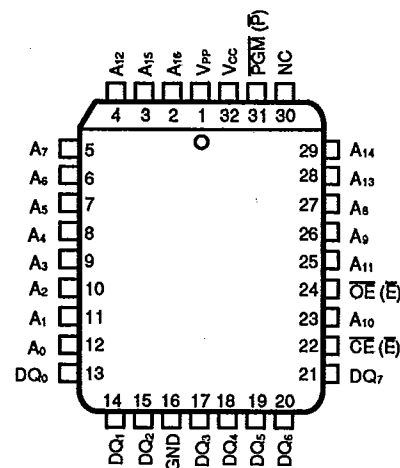 A12 A15 A16 VPP VCC P̅G̅M̅ (P̅) NC
4 3 2 1 32 31 30
A7 5 29 A14
A6 6 28 A13
A5 7 27 A8
A4 8 26 A9
A3 9 25 A11
A2 10 24 O̅E̅ (E̅)
A1 11 23 A10
A0 12 22 C̅E̅ (E̅)
DQ0 13 21 DQ7
14 15 16 17 18 19 20
DQ1 DQ2 GND DQ3 DQ4 DQ5 DQ6